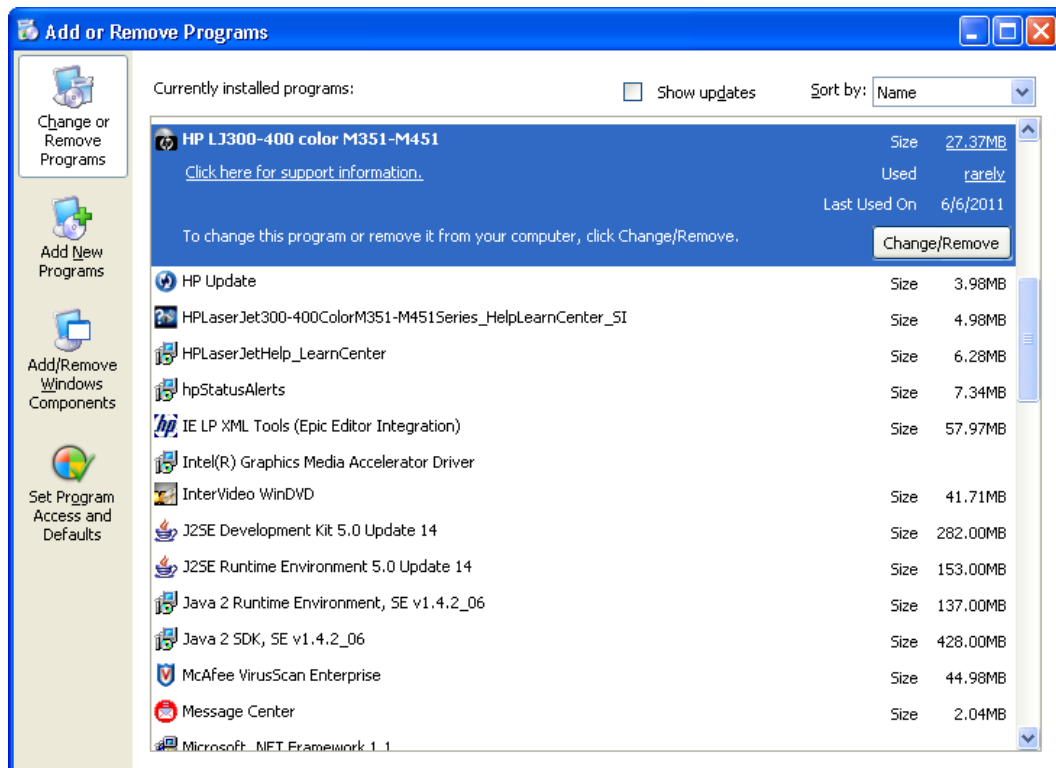 Add or Remove Programs
Change or
Remove
Programs
Add New
Programs
Add/Remove
Windows
Components
Set Program
Access and
Defaults
Currently installed programs:
Show updates
Sort by: Name
HP LJ300-400 color M351-M451 Size 27.37MB
Click here for support information. Used rarely
Last Used On 6/6/2011
To change this program or remove it from your computer, click Change/Remove. Change/Remove
HP Update Size 3.98MB
HPLaserJet300-400ColorM351-M451Series_HelpLearnCenter_SI Size 4.98MB
HPLaserJetHelp_LearnCenter Size 6.28MB
hpStatusAlerts Size 7.34MB
IE LP XML Tools (Epic Editor Integration) Size 57.97MB
Intel(R) Graphics Media Accelerator Driver
InterVideo WinDVD Size 41.71MB
J2SE Development Kit 5.0 Update 14 Size 282.00MB
J2SE Runtime Environment 5.0 Update 14 Size 153.00MB
Java 2 Runtime Environment, SE v1.4.2_06 Size 137.00MB
Java 2 SDK, SE v1.4.2_06 Size 428.00MB
McAfee VirusScan Enterprise Size 44.98MB
Message Center Size 2.04MB
Microsoft .NET Framework 1.1